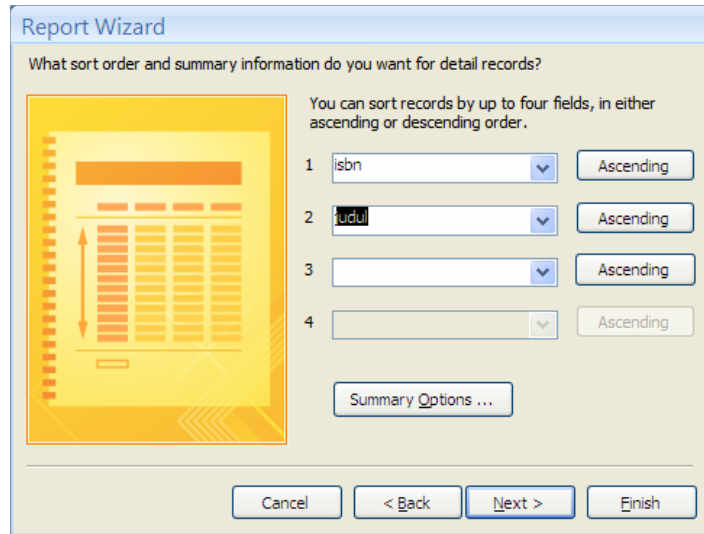 Report Wizard
What sort order and summary information do you want for detail records?
You can sort records by up to four fields, in either
ascending or descending order.
1 isbn Ascending
2 judul Ascending
3 Ascending
4 Ascending
Summary Options ...
Cancel < Back Next > Finish